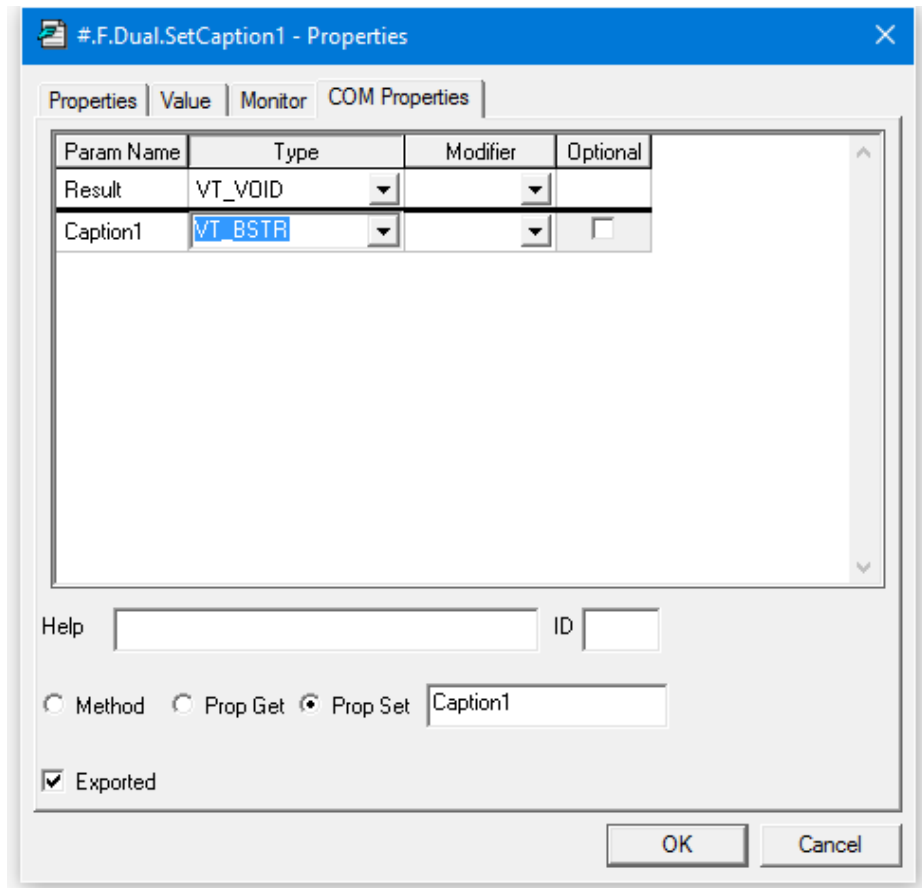 #.F.Dual.SetCaption1 - Properties
Properties Value Monitor COM Properties
Param Name Type Modifier Optional
Result VT_VOID
Caption1 VT_BSTR
Help ID
Method Prop Get Prop Set Caption1
Exported
OK Cancel